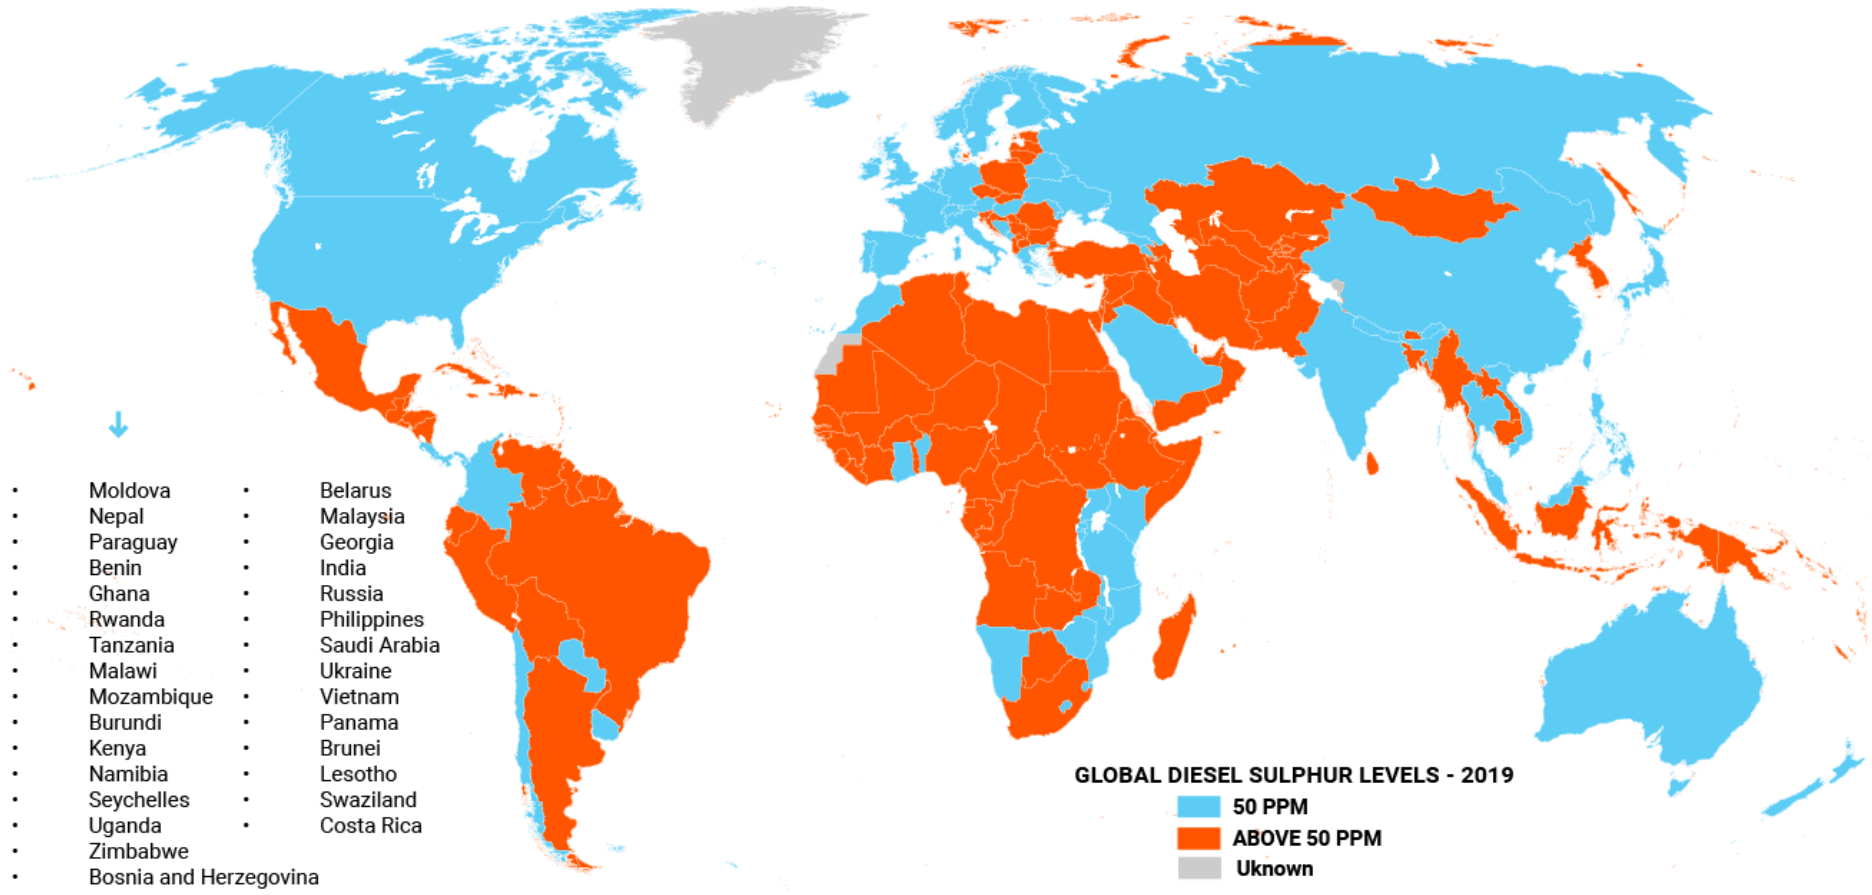 Moldova
Nepal
Paraguay
Benin
Ghana
Rwanda
Tanzania
Malawi
Mozambique
Burundi
Kenya
Namibia
Seychelles
Uganda
Zimbabwe
Bosnia and Herzegovina
Belarus
Malaysia
Georgia
India
Russia
Philippines
Saudi Arabia
Ukraine
Vietnam
Panama
Brunei
Lesotho
Swaziland
Costa Rica
GLOBAL DIESEL SULPHUR LEVELS - 2019
50 PPM
ABOVE 50 PPM
Uknown